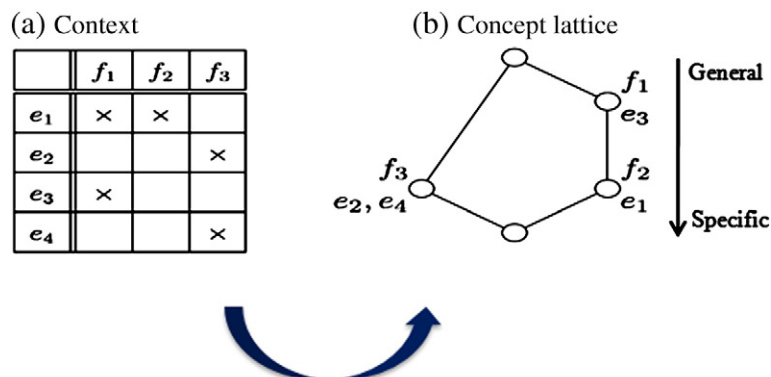 (a) Context
f₁ f₂ f₃
e₁ × ×
e₂ ×
e₃ ×
e₄ ×
(b) Concept lattice
General
f₁
e₃
f₃
e₂, e₄
f₂
e₁
Specific